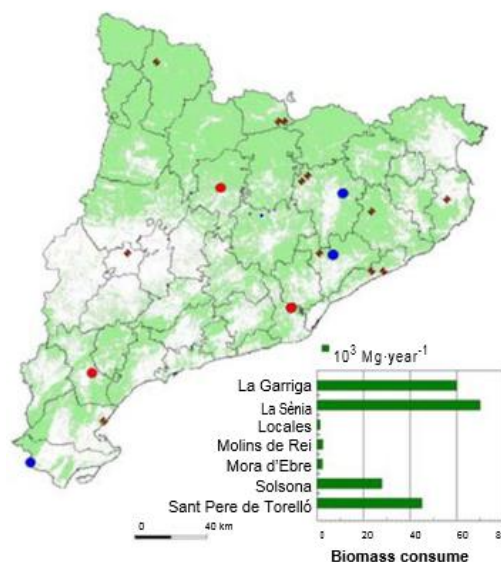 10³ Mg·year⁻¹
La Garriga
La Sènia
Locales
Molins de Rei
Mora d'Ebre
Solsona
Sant Pere de Torelló
0 20 40 60 80
0 40 km
Biomass consume